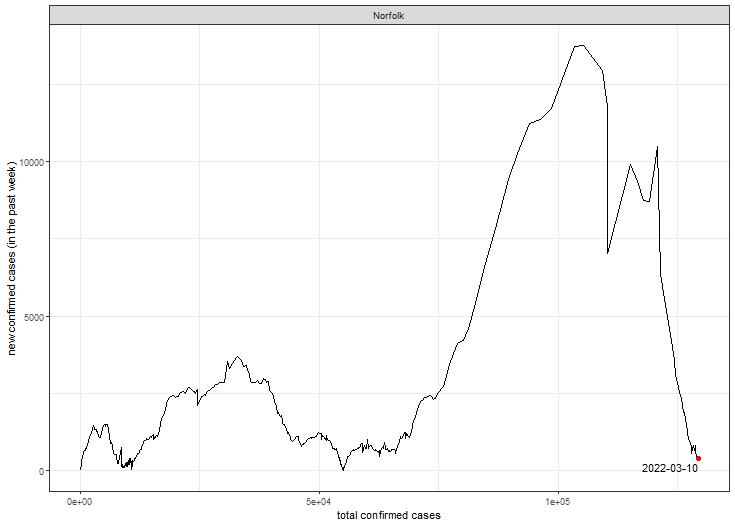 Norfolk
new confirmed cases (in the past week)
10000
5000
0
2022-03-10
0e+00 5e+04 1e+05
total confirmed cases